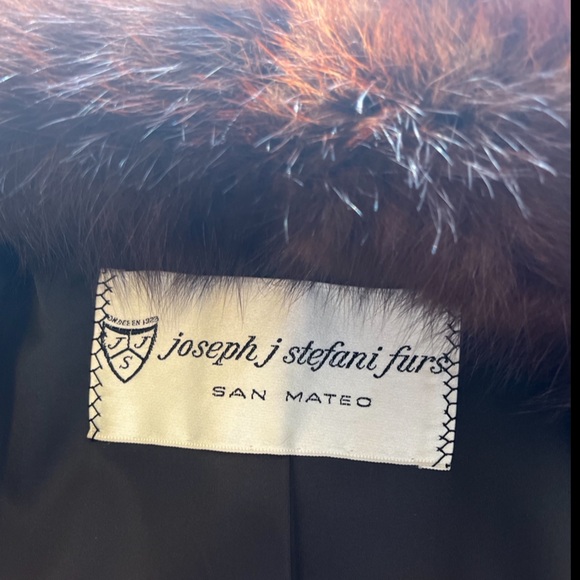 J J
S
joseph j stefani furs
SAN MATEO